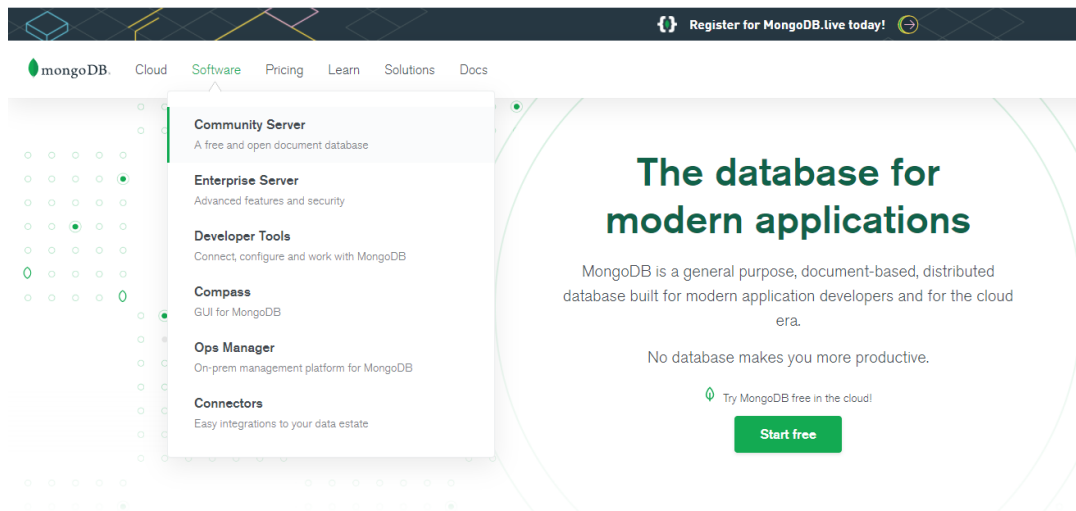 Register for MongoDB.live today!
mongoDB.
Cloud
Software
Pricing
Learn
Solutions
Docs
Community Server
A free and open document database
Enterprise Server
Advanced features and security
Developer Tools
Connect, configure and work with MongoDB
Compass
GUI for MongoDB
Ops Manager
On-prem management platform for MongoDB
Connectors
Easy integrations to your data estate
The database for
modern applications
MongoDB is a general purpose, document-based, distributed
database built for modern application developers and for the cloud
era.
No database makes you more productive.
Try MongoDB free in the cloud!
Start free